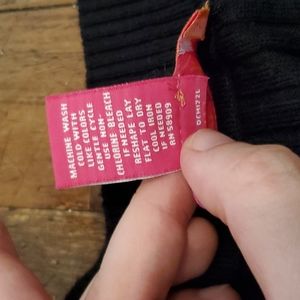 MACHINE WASH
COLD WITH
LIKE COLORS
GENTLE CYCLE
USE NON-
CHLORINE BLEACH
IF NEEDED
RESHAPE LAY
FLAT TO DRY
COOL IRON
IF NEEDED
RN 58909